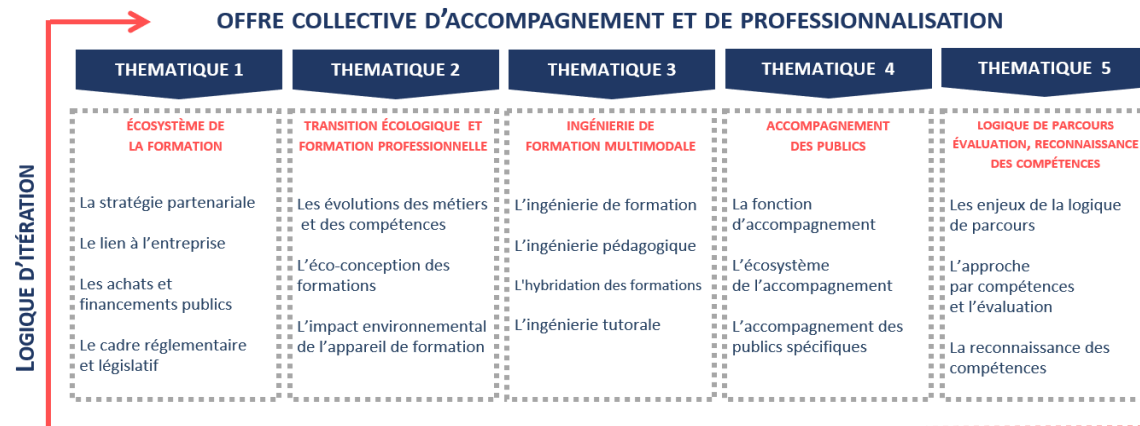 OFFRE COLLECTIVE D'ACCOMPAGNEMENT ET DE PROFESSIONNALISATION
LOGIQUE D'ITÉRATION
THEMATIQUE 1
ÉCOSYSTÈME DE
LA FORMATION
La stratégie partenariale
Le lien à l'entreprise
Les achats et
financements publics
Le cadre réglementaire
et législatif
THEMATIQUE 2
TRANSITION ÉCOLOGIQUE ET
FORMATION PROFESSIONNELLE
Les évolutions des métiers
et des compétences
L'éco-conception des
formations
L'impact environnemental
de l'appareil de formation
THEMATIQUE 3
INGÉNIERIE DE
FORMATION MULTIMODALE
L'ingénierie de formation
L'ingénierie pédagogique
L'hybridation des formations
L'ingénierie tutorale
THEMATIQUE 4
ACCOMPAGNEMENT
DES PUBLICS
La fonction
d'accompagnement
L'écosystème
de l'accompagnement
L'accompagnement des
publics spécifiques
THEMATIQUE 5
LOGIQUE DE PARCOURS
ÉVALUATION, RECONNAISSANCE
DES COMPÉTENCES
Les enjeux de la logique
de parcours
L'approche
par compétences
et l'évaluation
La reconnaissance des
compétences